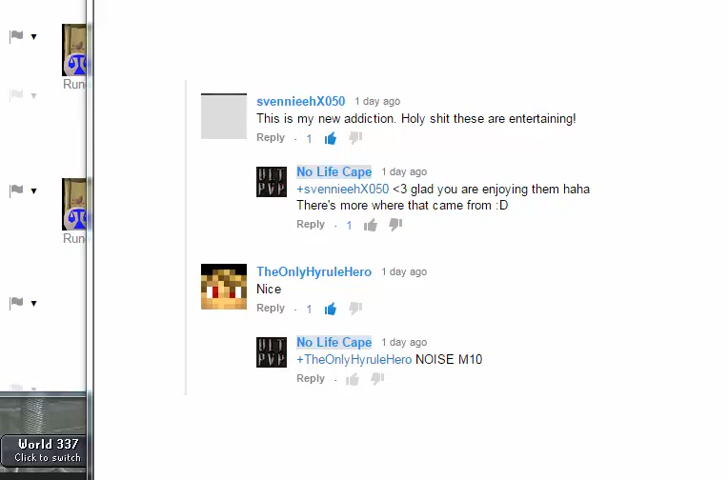 Run
Run
svennieehX050 1 day ago
This is my new addiction. Holy shit these are entertaining!
Reply · 1
No Life Cape 1 day ago
+svennieehX050 <3 glad you are enjoying them haha
There's more where that came from :D
Reply · 1
TheOnlyHyruleHero 1 day ago
Nice
Reply · 1
No Life Cape 1 day ago
+TheOnlyHyruleHero NOISE M10
Reply ·
World 337
Click to switch